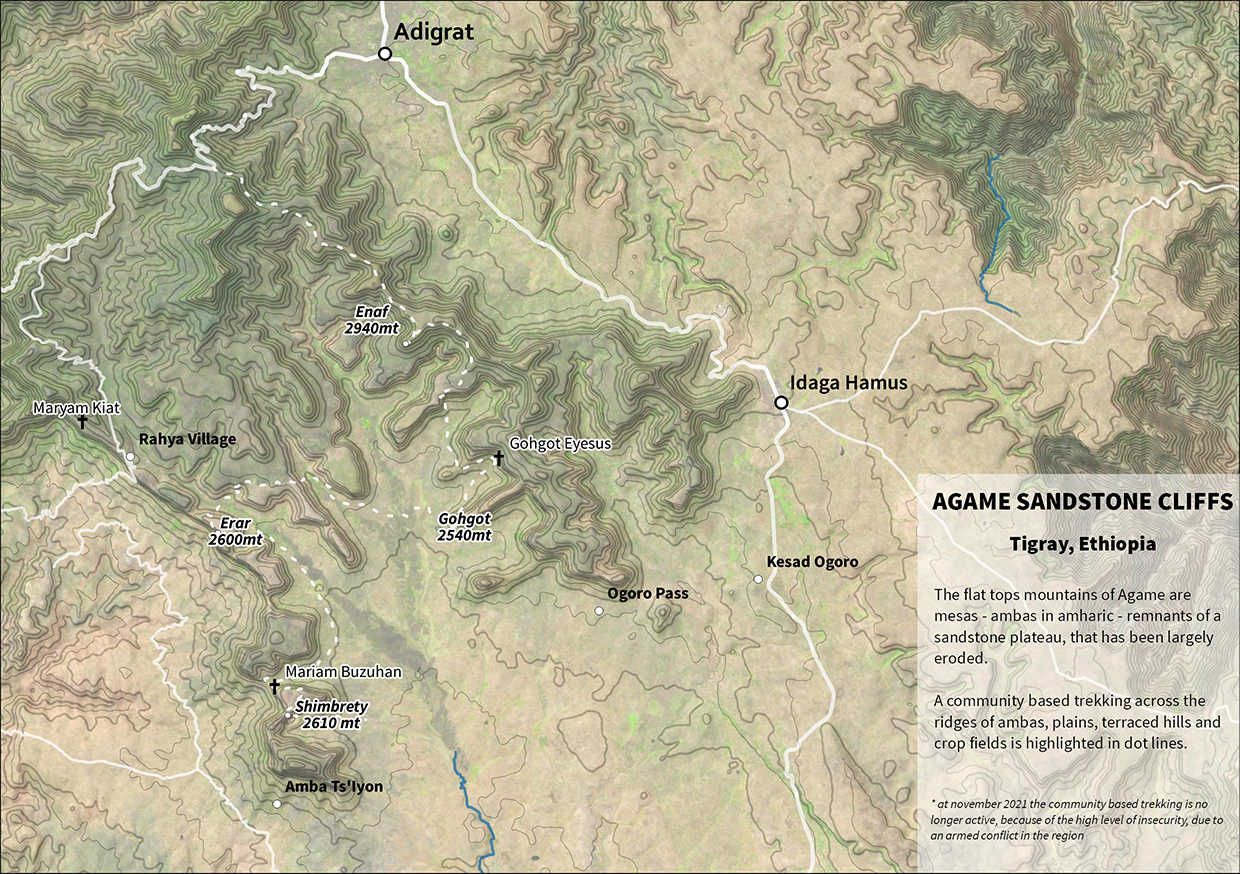 Adigrat
Enaf
2940mt
Idaga Hamus
Maryam Kiat
Rahya Village
Gohgot Eyesus
Erar
2600mt
Gohgot
2540mt
Kesad Ogoro
Ogoro Pass
Mariam Buzuhan
Shimbrety
2610 mt
Amba Ts'Iyon
AGAME SANDSTONE CLIFFS
Tigray, Ethiopia
The flat tops mountains of Agame are
mesas - ambas in amharic - remnants of a
sandstone plateau, that has been largely
eroded.
A community based trekking across the
ridges of ambas, plains, terraced hills and
crop fields is highlighted in dot lines.
* at november 2021 the community based trekking is no
longer active, because of the high level of insecurity, due to
an armed conflict in the region